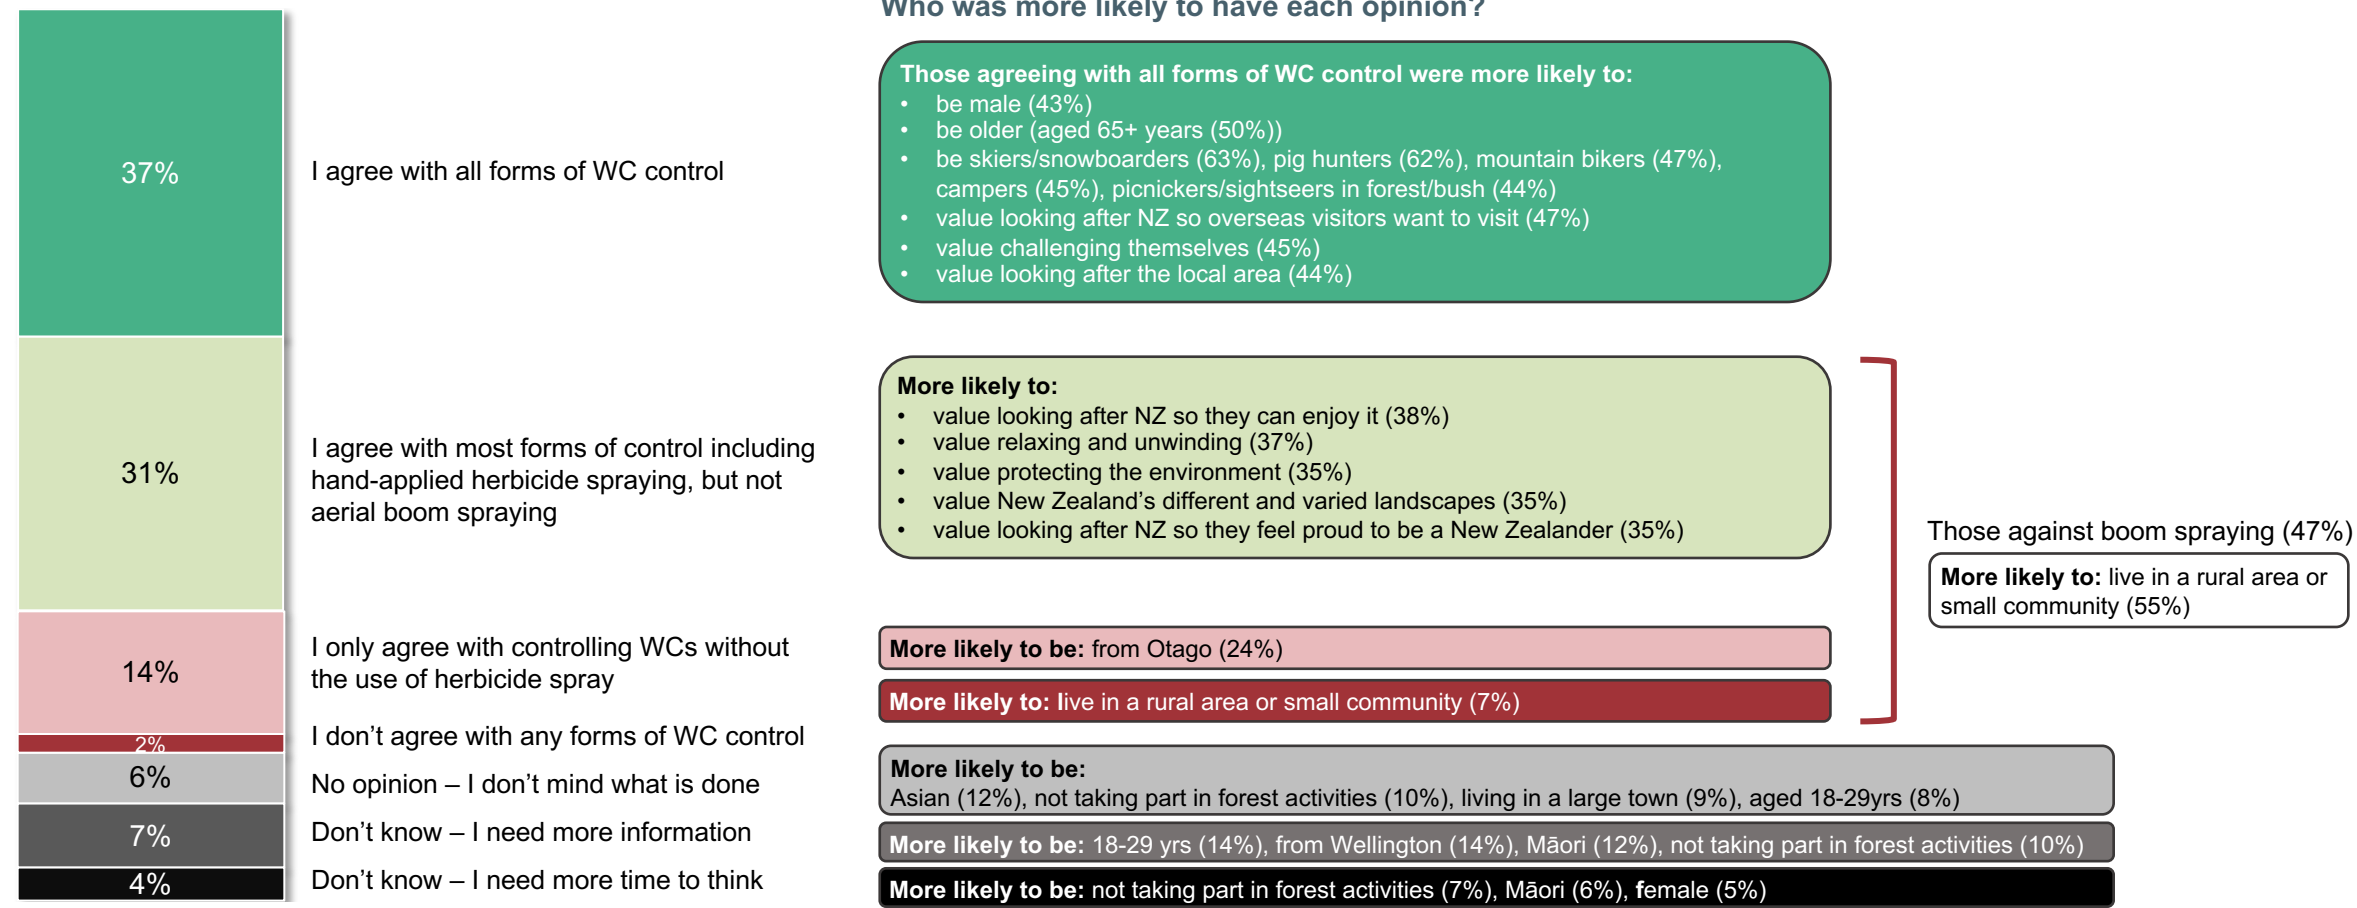 Who was more likely to have each opinion?
37%
I agree with all forms of WC control
Those agreeing with all forms of WC control were more likely to:
• be male (43%)
• be older (aged 65+ years (50%))
• be skiers/snowboarders (63%), pig hunters (62%), mountain bikers (47%),
campers (45%), picnickers/sightseers in forest/bush (44%)
• value looking after NZ so overseas visitors want to visit (47%)
• value challenging themselves (45%)
• value looking after the local area (44%)
31%
I agree with most forms of control including
hand-applied herbicide spraying, but not
aerial boom spraying
More likely to:
• value looking after NZ so they can enjoy it (38%)
• value relaxing and unwinding (37%)
• value protecting the environment (35%)
• value New Zealand’s different and varied landscapes (35%)
• value looking after NZ so they feel proud to be a New Zealander (35%)
Those against boom spraying (47%)
More likely to: live in a rural area or
small community (55%)
14%
I only agree with controlling WCs without
the use of herbicide spray
More likely to be: from Otago (24%)
2%
I don’t agree with any forms of WC control
More likely to: live in a rural area or small community (7%)
6%
No opinion – I don’t mind what is done
More likely to be:
Asian (12%), not taking part in forest activities (10%), living in a large town (9%), aged 18-29yrs (8%)
7%
Don’t know – I need more information
More likely to be: 18-29 yrs (14%), from Wellington (14%), Māori (12%), not taking part in forest activities (10%)
4%
Don’t know – I need more time to think
More likely to be: not taking part in forest activities (7%), Māori (6%), female (5%)